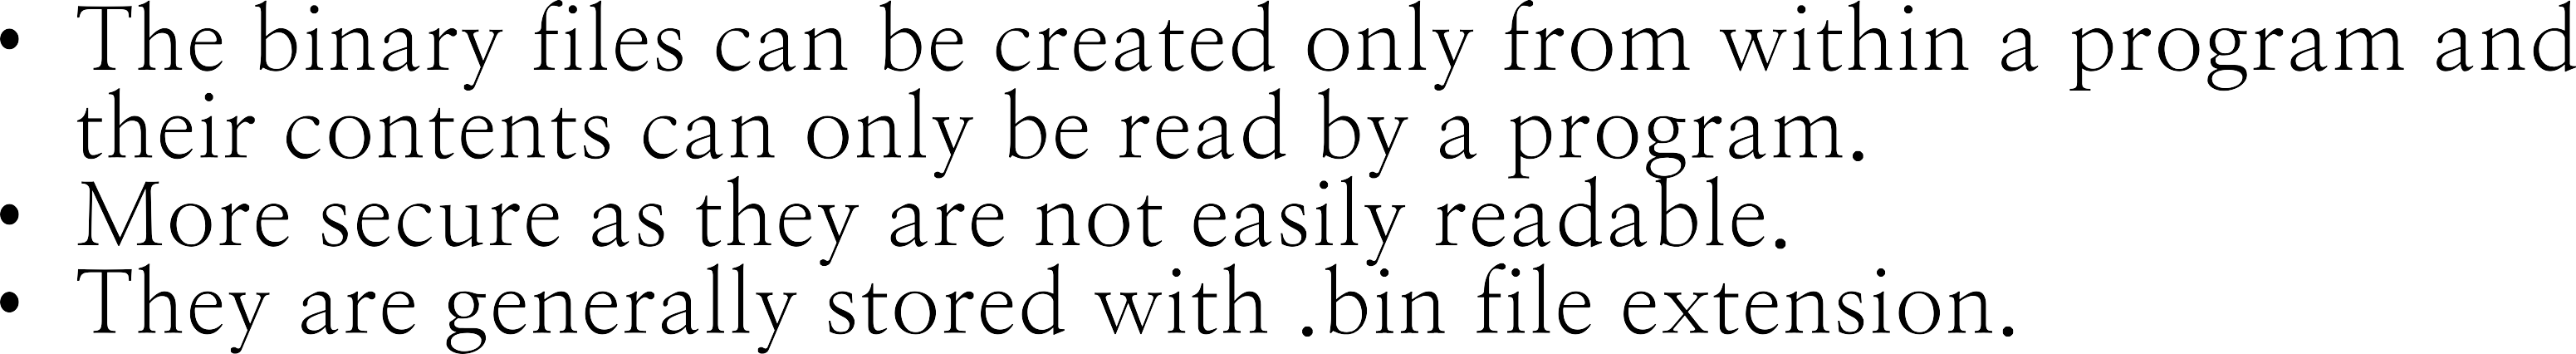 • The binary files can be created only from within a program and
their contents can only be read by a program.
• More secure as they are not easily readable.
• They are generally stored with .bin file extension.